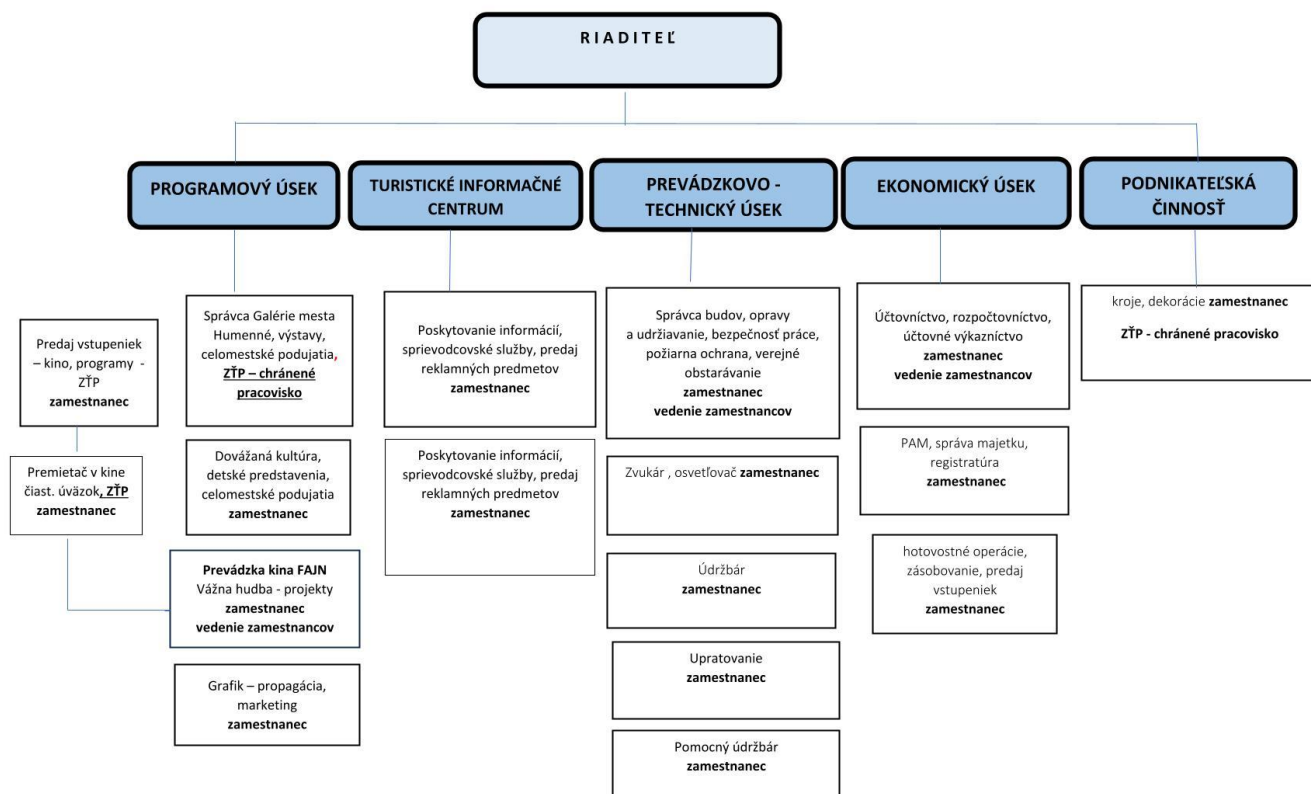 R I A D I T E Ľ
PROGRAMOVÝ ÚSEK
TURISTICKÉ INFORMAČNÉ
CENTRUM
PREVÁDZKOVO -
TECHNICKÝ ÚSEK
EKONOMICKÝ ÚSEK
PODNIKATEĽSKÁ
ČINNOSŤ
Predaj vstupeniek
– kino, programy -
ZŤP
zamestnanec
Premietač v kine
čiast. úväzok, ZŤP
zamestnanec
Správca Galérie mesta
Humenné, výstavy,
celomestské podujatia,
ZŤP – chránené
pracovisko
Dovážaná kultúra,
detské predstavenia,
celomestské podujatia
zamestnanec
Prevádzka kina FAJN
Vážna hudba - projekty
zamestnanec
vedenie zamestnancov
Grafik – propagácia,
marketing
zamestnanec
Poskytovanie informácií,
sprievodcovské služby, predaj
reklamných predmetov
zamestnanec
Poskytovanie informácií,
sprievodcovské služby, predaj
reklamných predmetov
zamestnanec
Správca budov, opravy
a udržiavanie, bezpečnosť práce,
požiarna ochrana, verejné
obstarávanie
zamestnanec
vedenie zamestnancov
Zvukár , osvetľovač zamestnanec
Údržbár
zamestnanec
Upratovanie
zamestnanec
Pomocný údržbár
zamestnanec
Účtovníctvo, rozpočtovníctvo,
účtovné výkazníctvo
zamestnanec
vedenie zamestnancov
PAM, správa majetku,
registratúra
zamestnanec
hotovostné operácie,
zásobovanie, predaj
vstupeniek
zamestnanec
kroje, dekorácie zamestnanec
ZŤP - chránené pracovisko